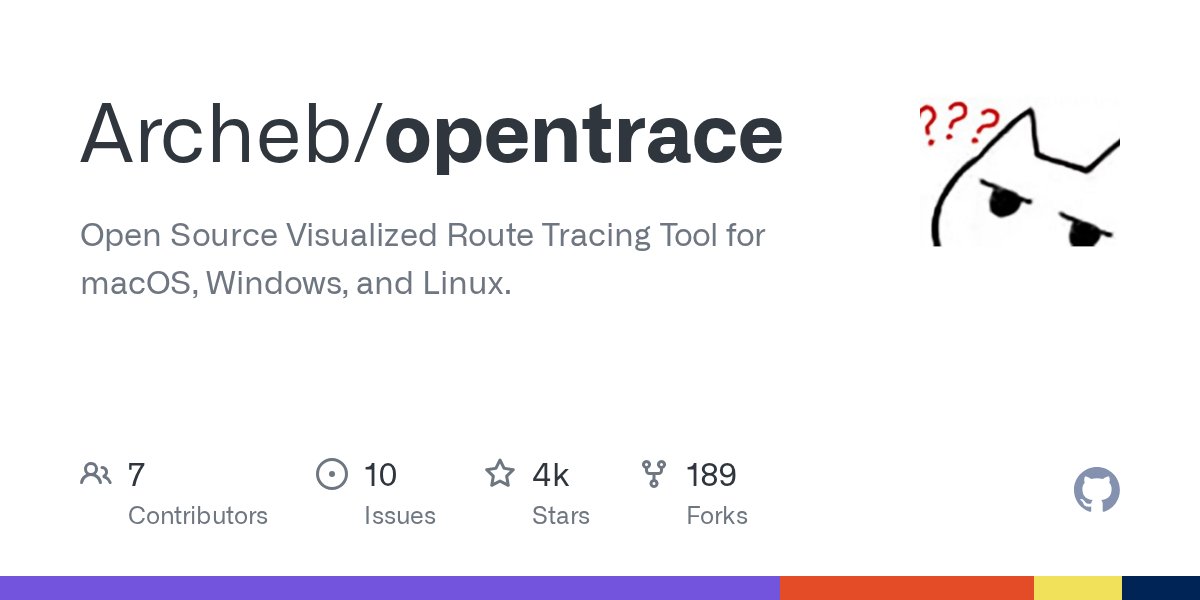 Archeb/opentrace
???
Open Source Visualized Route Tracing Tool for
macOS, Windows, and Linux.
7
Contributors
10
Issues
4k
Stars
189
Forks